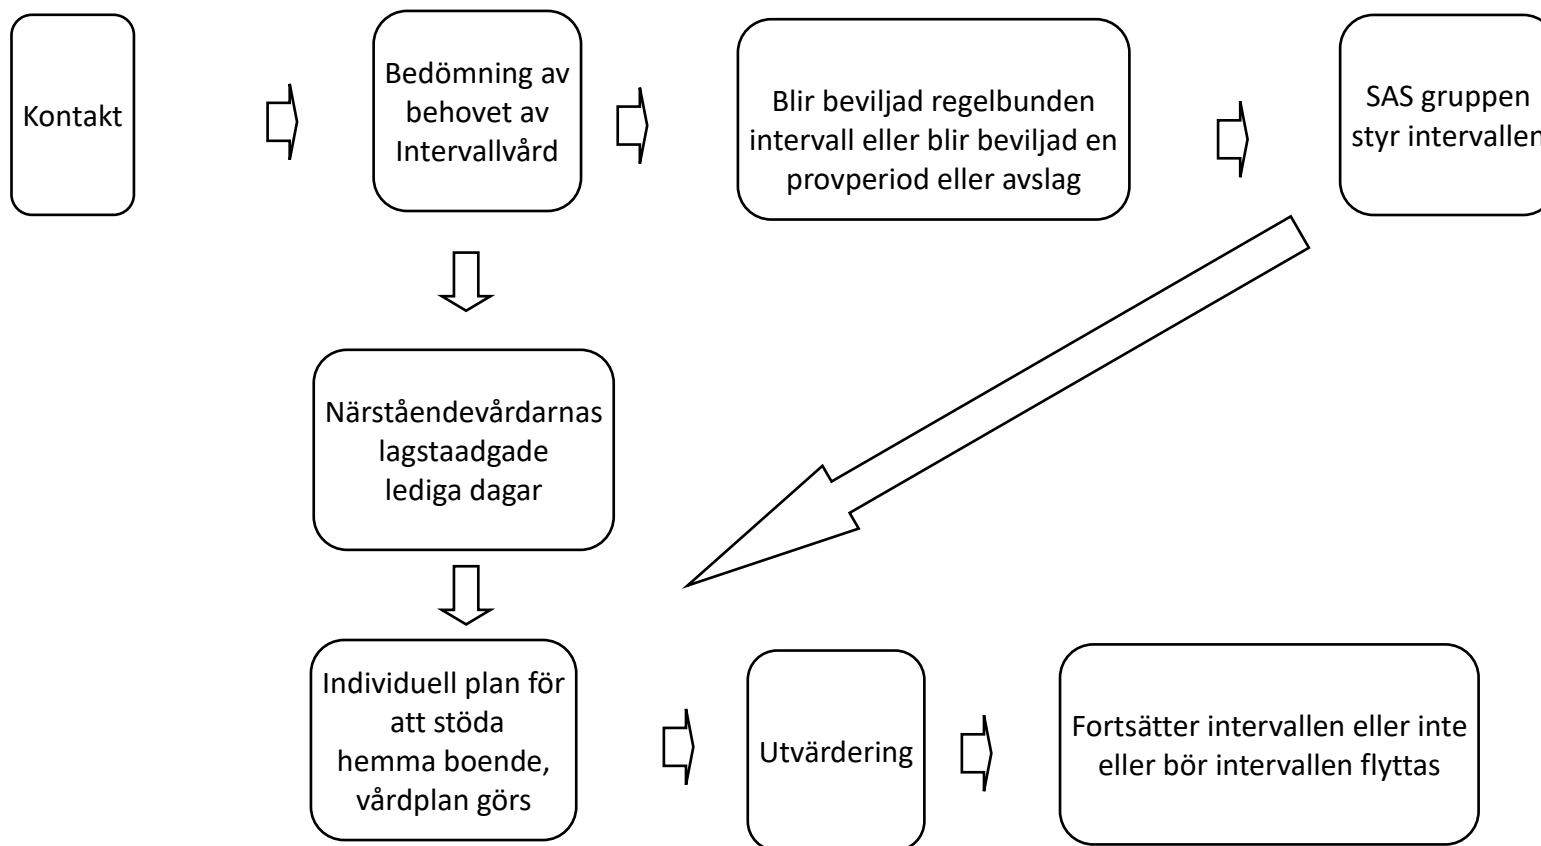 Kontakt
Bedömning av
behovet av
Intervallvård
Blir beviljad regelbunden
intervall eller blir beviljad en
provperiod eller avslag
SAS gruppen
styr intervallen
Närståendevårdarnas
lagstaadgade
lediga dagar
Individuell plan för
att stöda
hemma boende,
vårdplan görs
Utvärdering
Fortsätter intervallen eller inte
eller bör intervallen flyttas